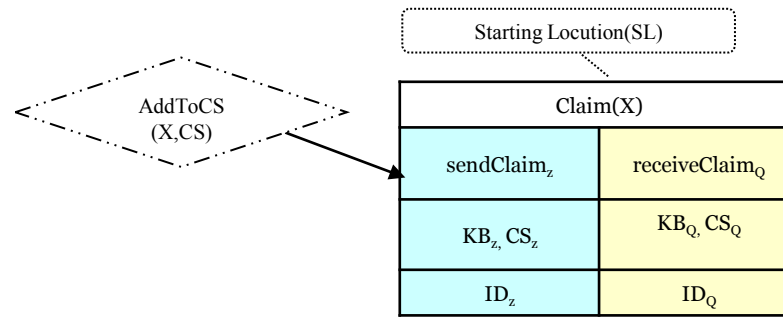 Starting Locution(SL)
AddToCS
(X,CS)
Claim(X)
sendClaimz
receiveClaimQ
KBz, CSz
KBQ, CSQ
IDz
IDQ